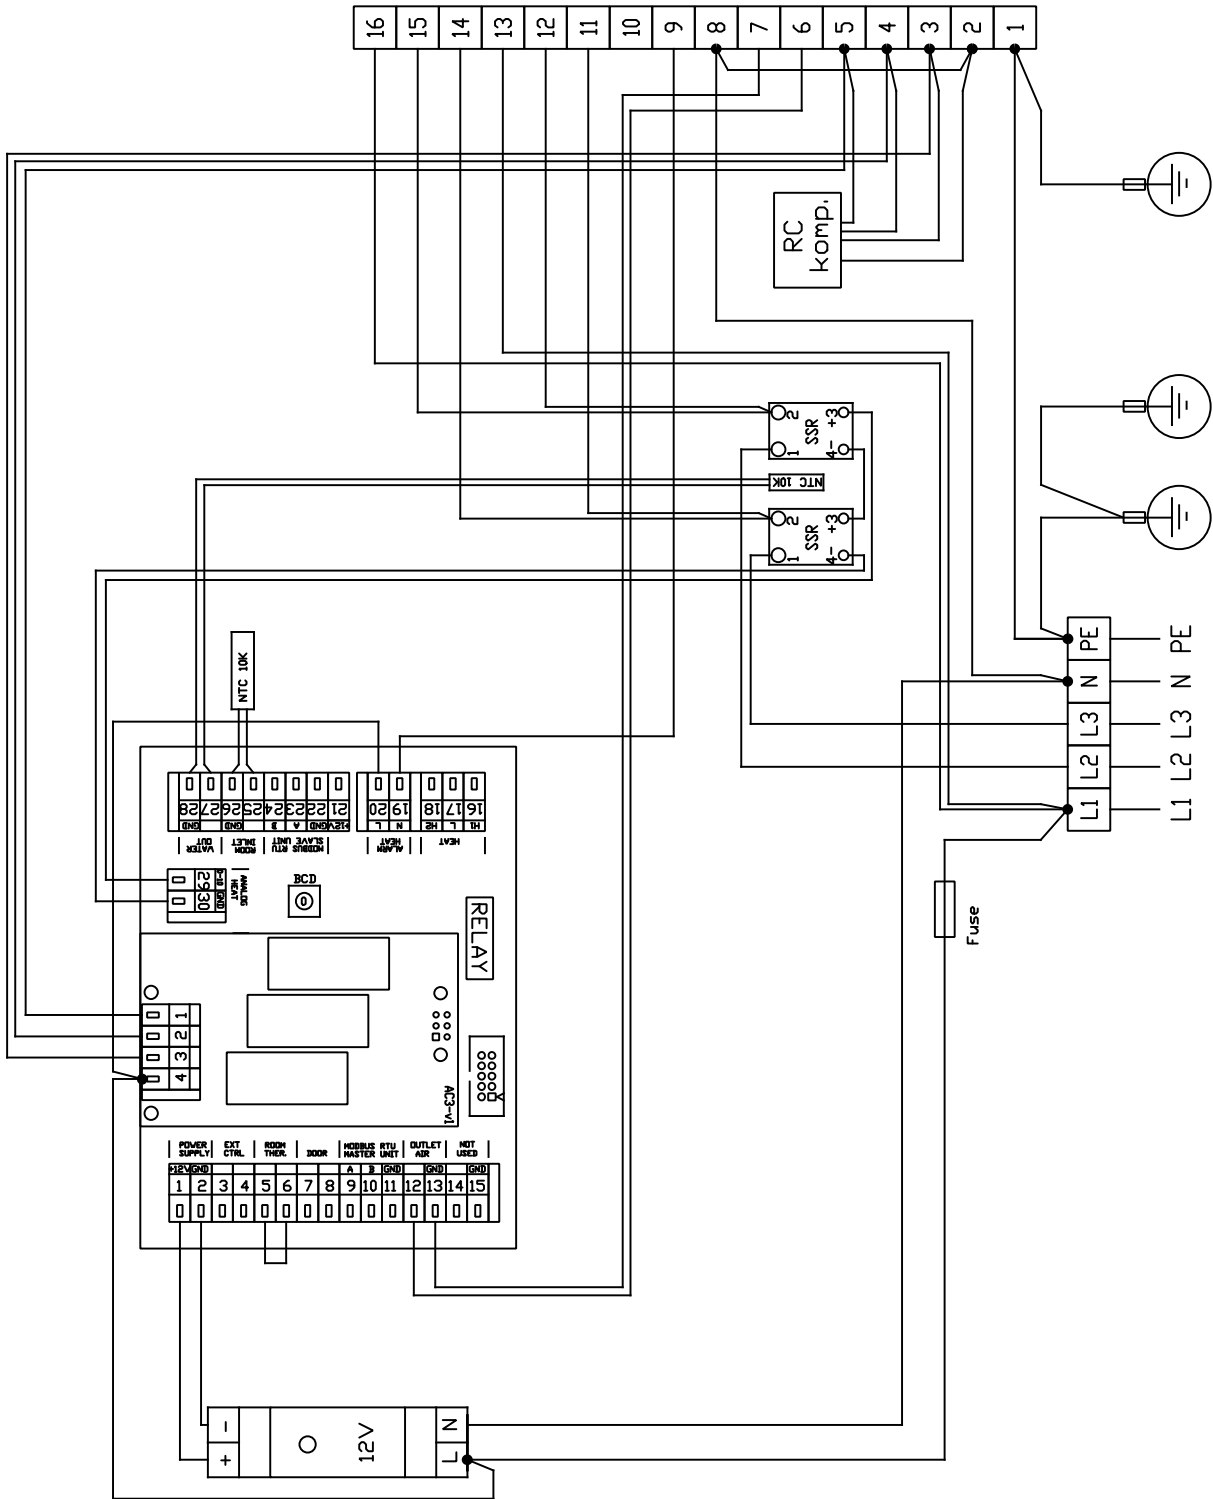 16 15 14 13 12 11 10 9 8 7 6 5 4 3 2 1
RC
komp.
2 +3
SSR
1 4-
NTC 10K
2 +3
SSR
1 4-
NTC 10K
PE PE
N N
L3 L3
L2 L2
L1 L1
Fuse
28 27 26 25 24 23 22 21
GND GND B A GND +12V
WATER OUT
ROOM INLET
MODBUS RTU SLAVE UNIT
20 19
L N
ALARM HEAT
18 17 16
H2 L H1
HEAT
29 30
0-10 GND
ANALOG HEAT
BCD
RELAY
1
2
3
4
AC3-v1
POWER SUPPLY
EXT CTRL
ROOM THER.
DOOR
MODBUS RTU MASTER UNIT
OUTLET AIR
NOT USED
+12V GND A B GND GND GND
1 2 3 4 5 6 7 8 9 10 11 12 13 14 15
- +
12V
N L